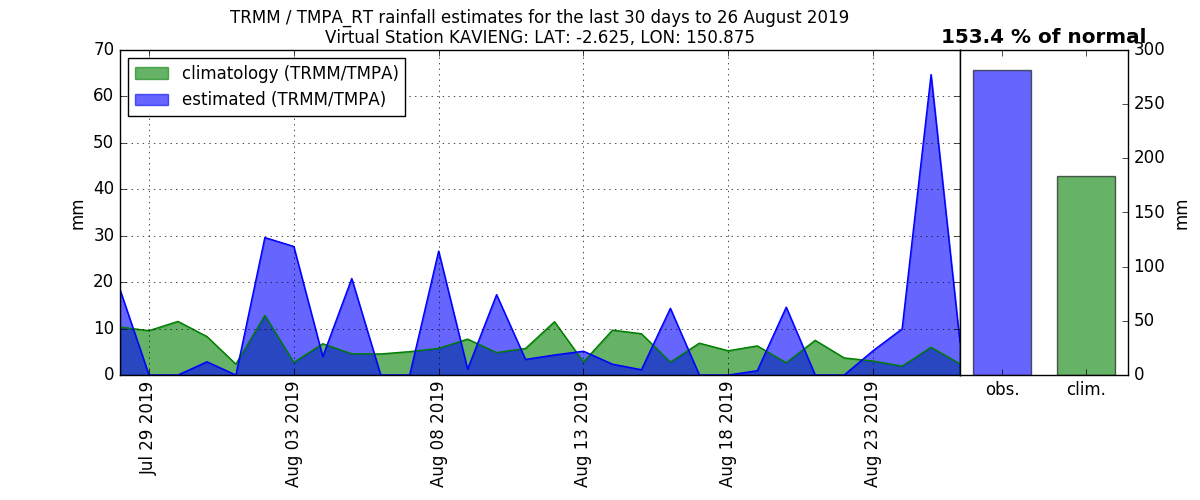 TRMM / TMPA_RT rainfall estimates for the last 30 days to 26 August 2019
Virtual Station KAVIENG: LAT: -2.625, LON: 150.875
153.4 % of normal
climatology (TRMM/TMPA)
estimated (TRMM/TMPA)
70
60
50
40
30
20
10
0
mm
Jul 29 2019
Aug 03 2019
Aug 08 2019
Aug 13 2019
Aug 18 2019
Aug 23 2019
300
250
200
150
100
50
0
mm
obs.
clim.